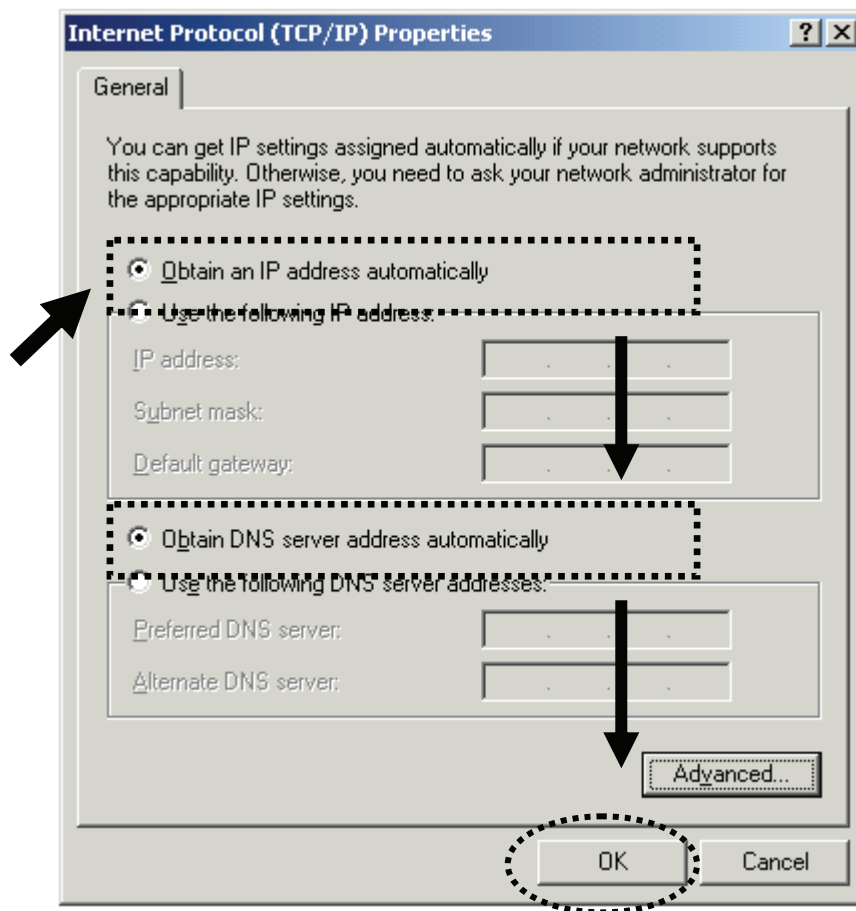 Internet Protocol (TCP/IP) Properties
General
You can get IP settings assigned automatically if your network supports
this capability. Otherwise, you need to ask your network administrator for
the appropriate IP settings.
Obtain an IP address automatically
Use the following IP address:
IP address:
Subnet mask:
Default gateway:
Obtain DNS server address automatically
Use the following DNS server addresses:
Preferred DNS server:
Alternate DNS server:
Advanced...
OK
Cancel